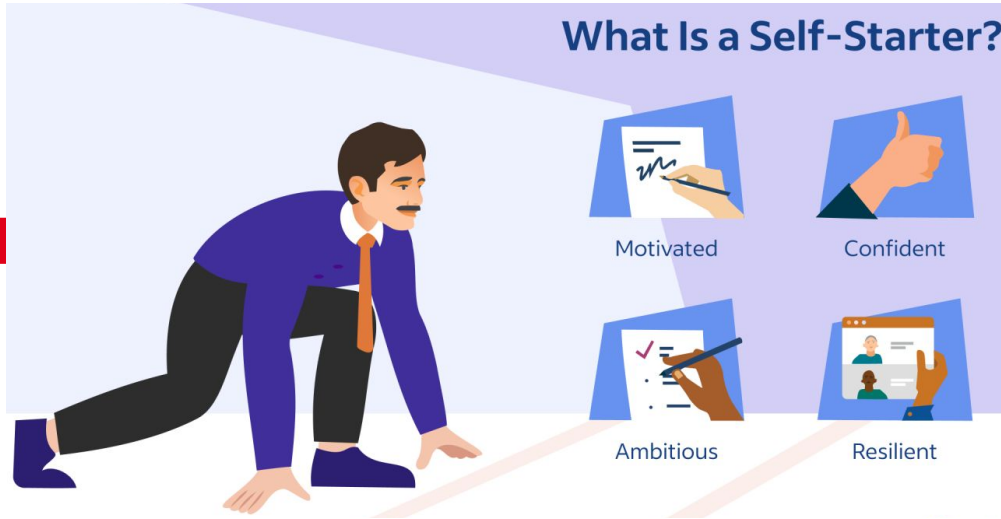 What Is a Self-Starter?
Motivated
Confident
Ambitious
Resilient